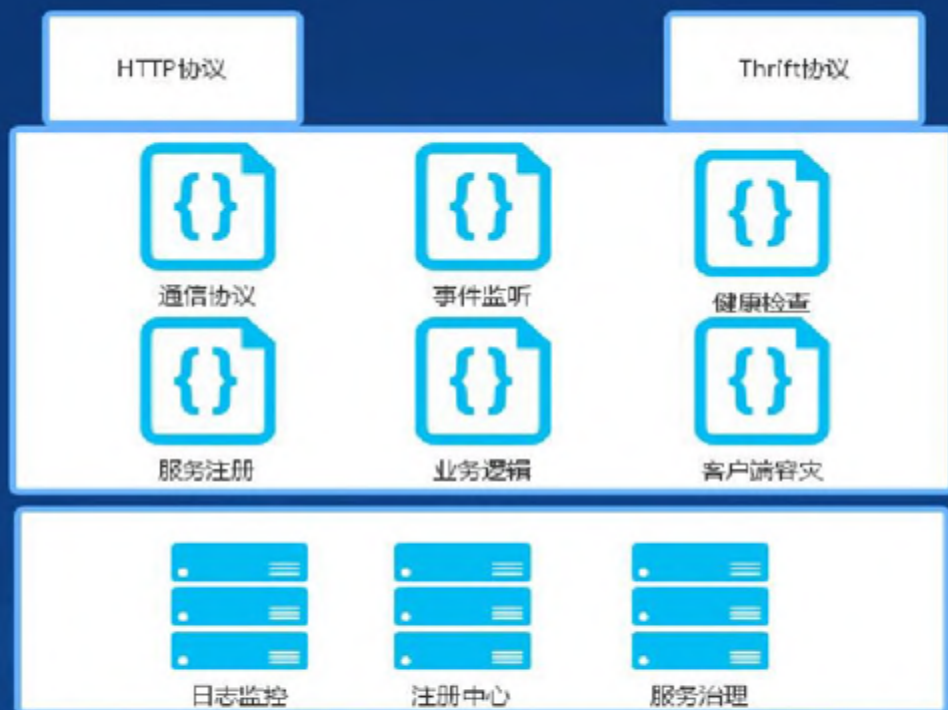 HTTP协议
Thrift协议
通信协议
事件监听
健康检查
服务注册
业务逻辑
客户端容灾
日志监控
注册中心
服务治理